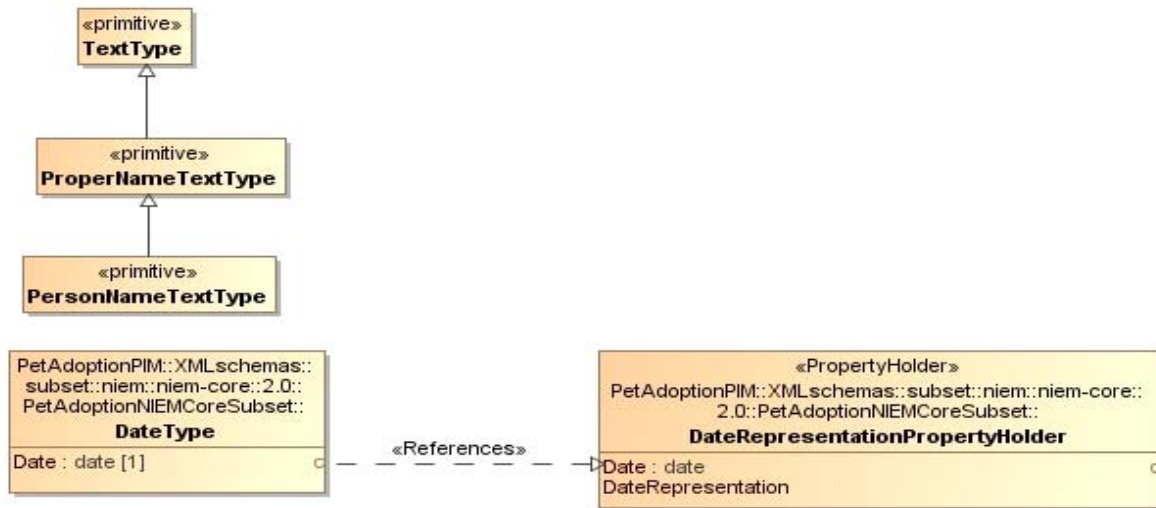 «primitive»
TextType
«primitive»
ProperNameTextType
«primitive»
PersonNameTextType
PetAdoptionPIM::XMLschemas::
subset::niem::niem-core::2.0::
PetAdoptionNIEMCoreSubset::
DateType
Date : date [1]
«References»
«PropertyHolder»
PetAdoptionPIM::XMLschemas::subset::niem::niem-core::
2.0::PetAdoptionNIEMCoreSubset::
DateRepresentationPropertyHolder
Date : date
DateRepresentation